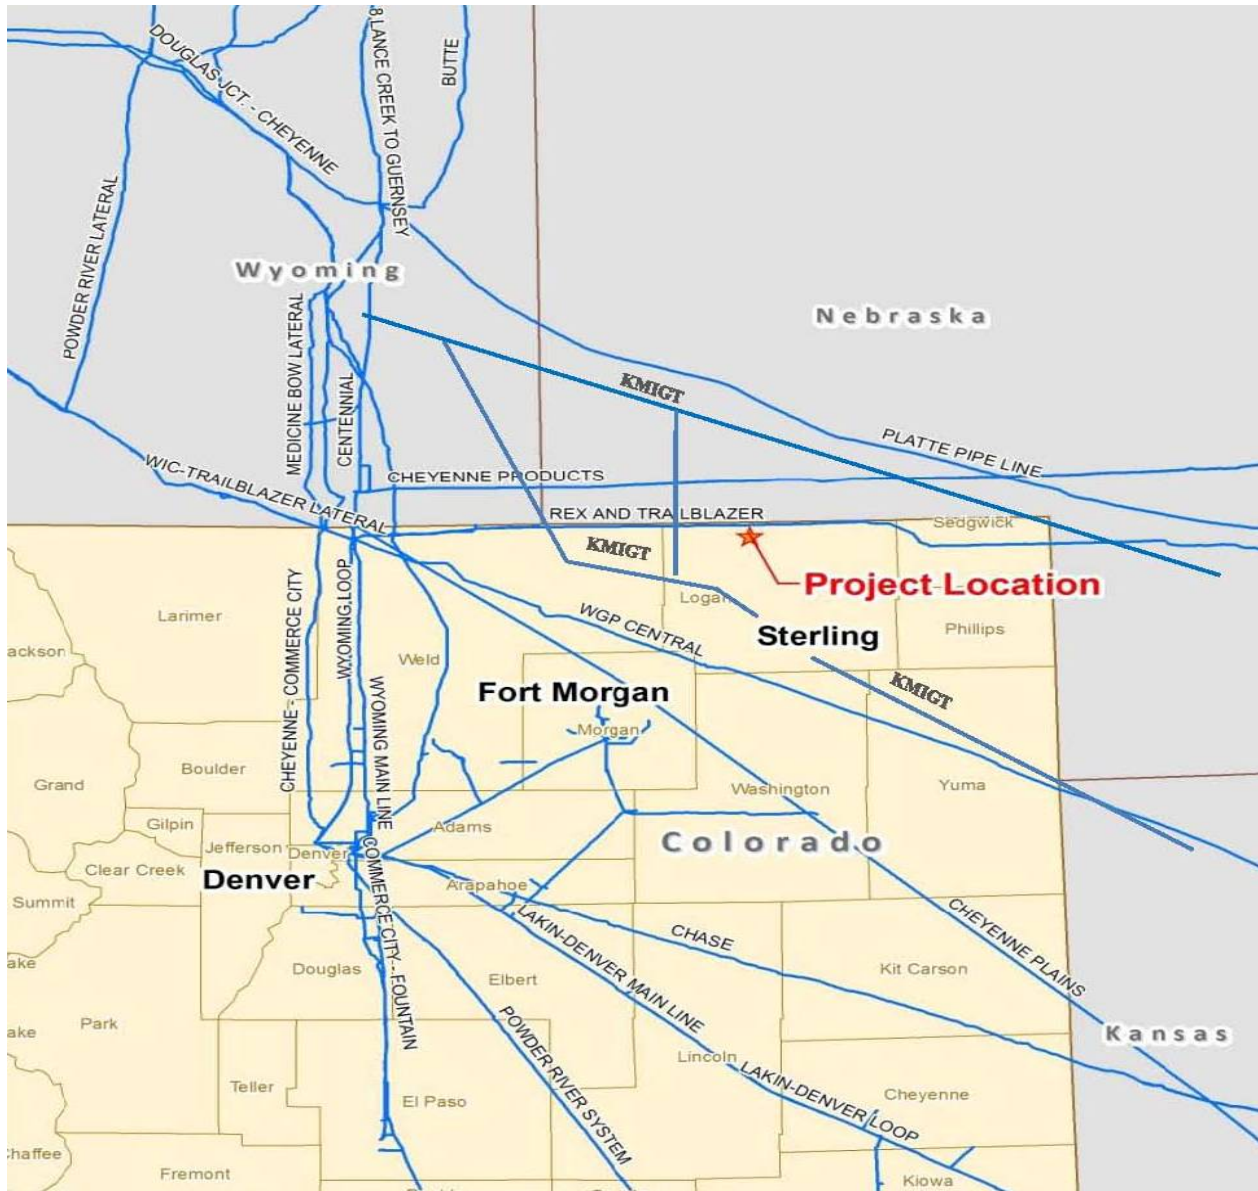 DOUGLAS JCT. - CHEYENNE
8,LANCE CREEK TO GUERNSEY
BUTTE
POWDER RIVER LATERAL
Wyoming
Nebraska
MEDICINE BOW LATERAL
CENTENNIAL
KMIGT
PLATTE PIPE LINE
WIC-TRAILBLAZER LATERAL
CHEYENNE PRODUCTS
REX AND TRAILBLAZER
Sedgwick
KMIGT
Project Location
Larimer
CHEYENNE - COMMERCE CITY
WYOMING LOOP
Logan
WGP CENTRAL
Sterling
Phillips
ackson
Weld
Fort Morgan
KMIGT
Morgan
WYOMING MAIN LINE
Boulder
Grand
Washington
Yuma
Gilpin
Adams
Jefferson
Denver
Colorado
Clear Creek
Denver
Arapahoe
Summit
COMMERCE CITY - FOUNTAIN
LAKIN-DENVER MAIN LINE
CHASE
CHEYENNE PLAINS
ake
Douglas
Elbert
Kit Carson
Park
ake
POWDER RIVER SYSTEM
Kansas
Lincoln
Teller
El Paso
LAKIN-DENVER LOOP
Cheyenne
haffee
Fremont
Kiowa